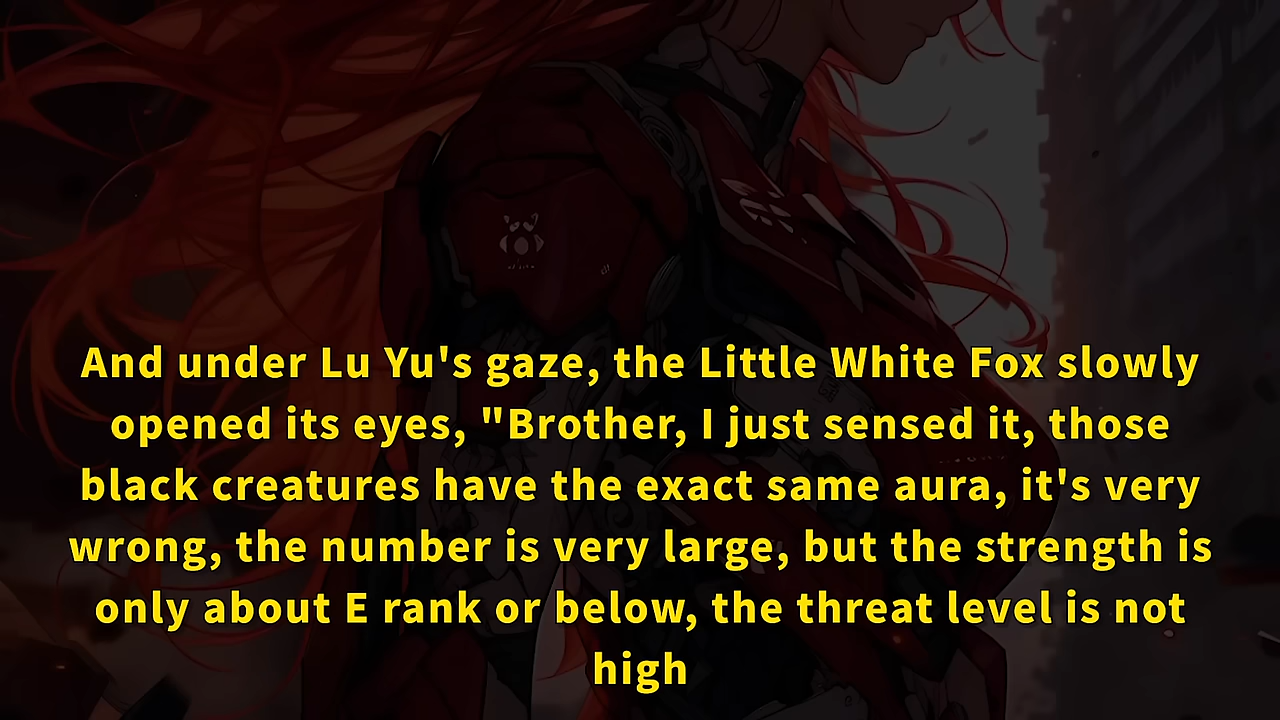 And under Lu Yu's gaze, the Little White Fox slowly
opened its eyes, "Brother, I just sensed it, those
black creatures have the exact same aura, it's very
wrong, the number is very large, but the strength is
only about E rank or below, the threat level is not
high